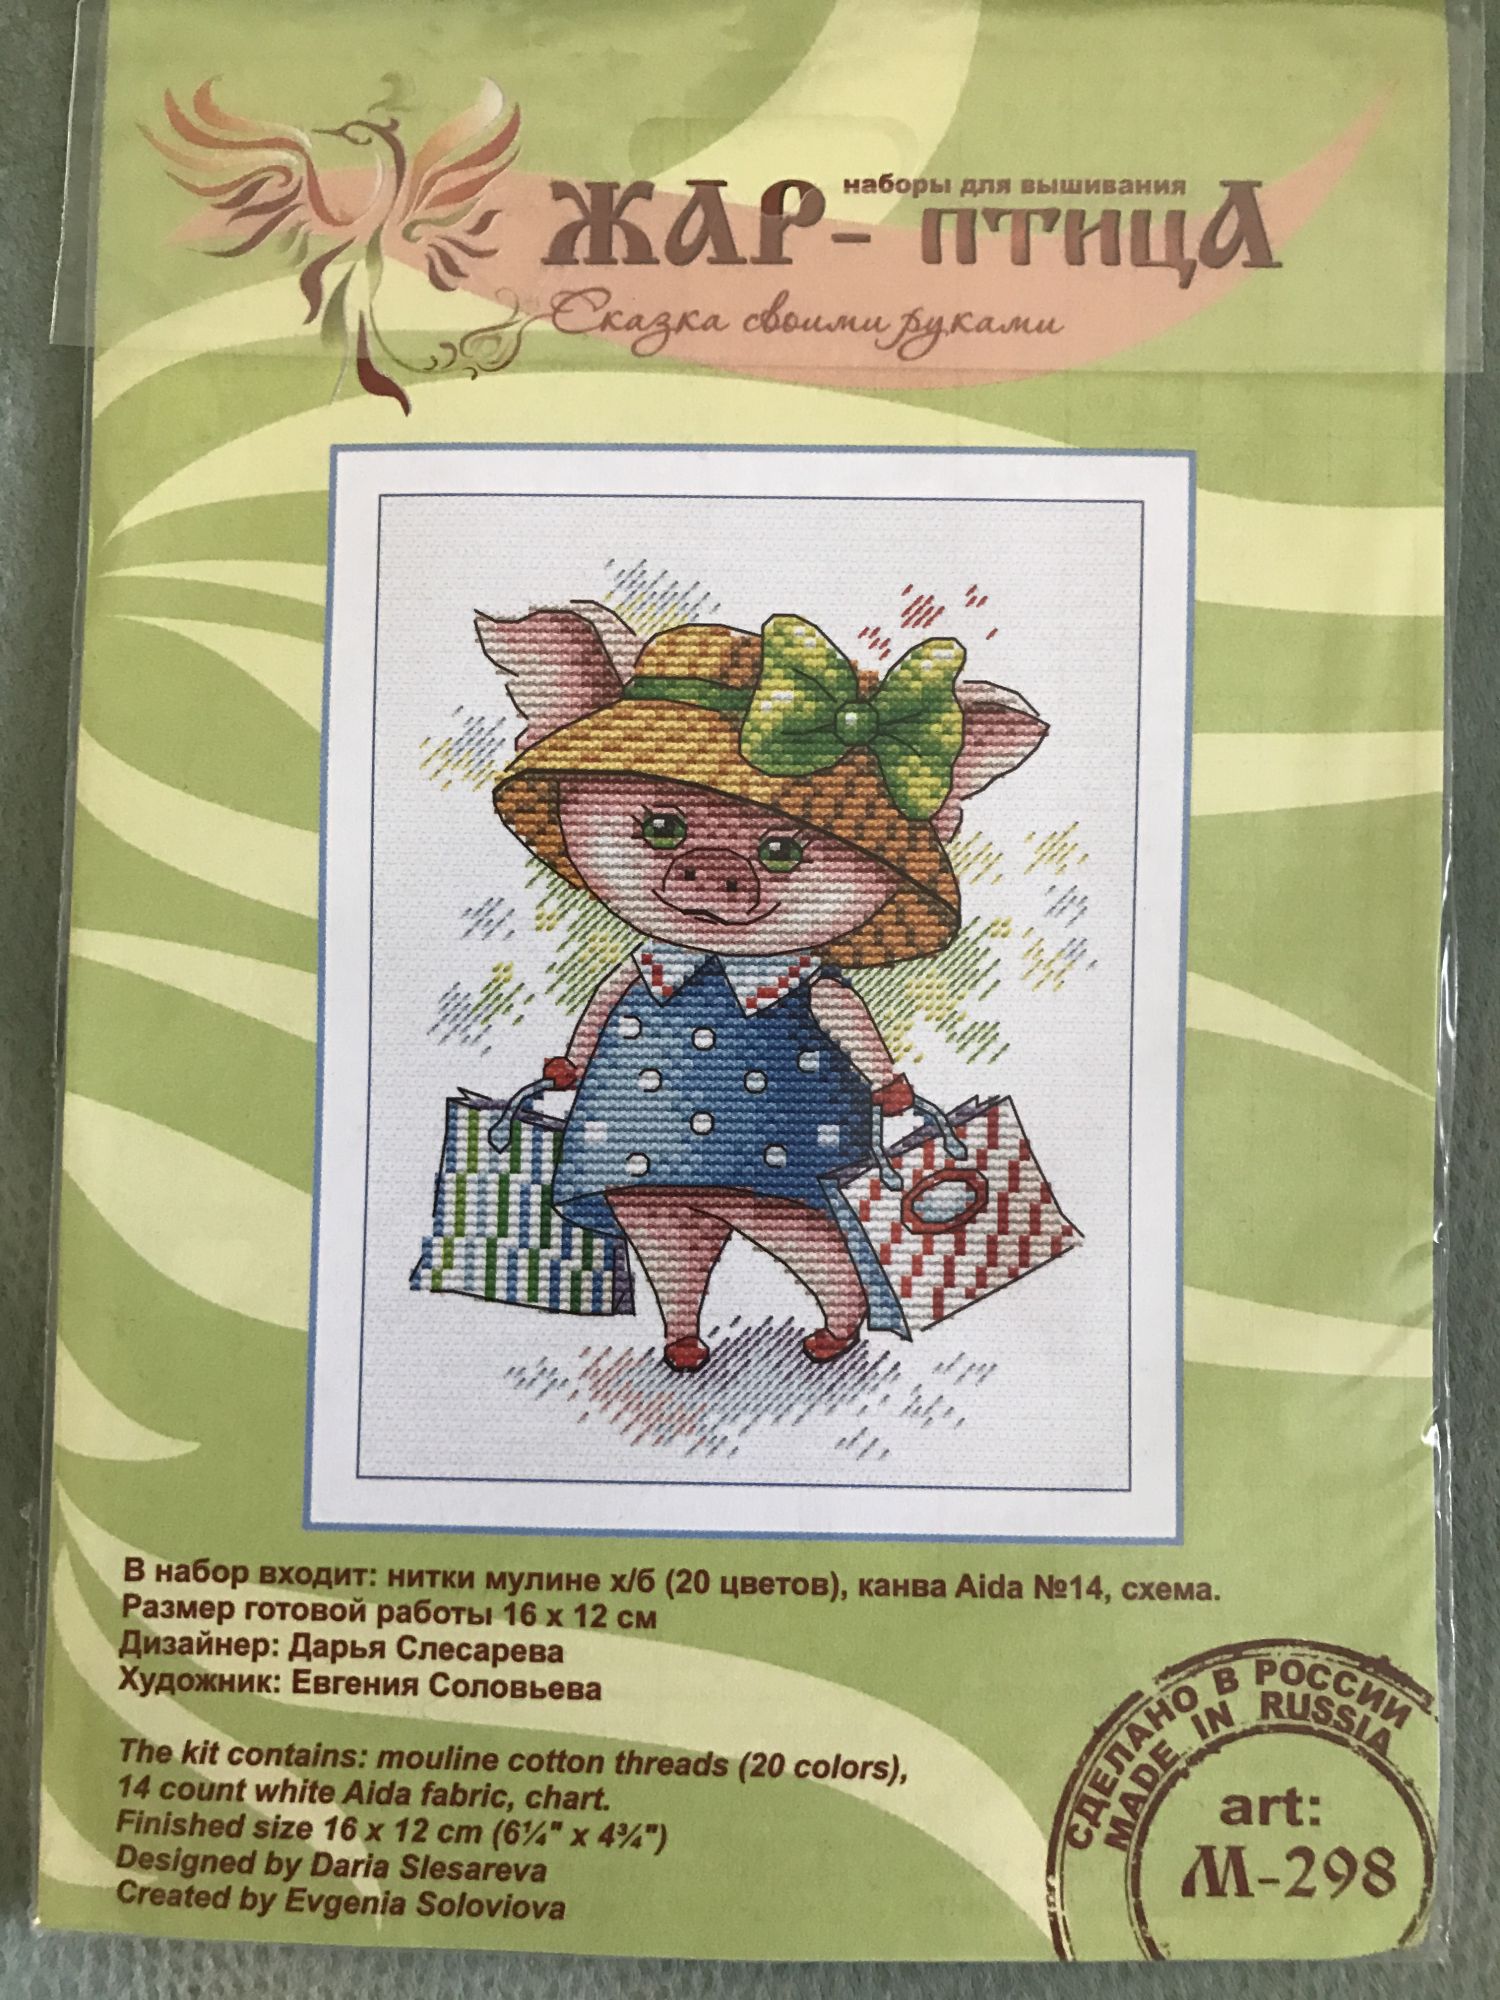 наборы для вышивания
ЖАР-ПТИЦА
Сказка своими руками
В набор входит: нитки мулине х/б (20 цветов), канва Aida №14, схема.
Размер готовой работы 16 х 12 см
Дизайнер: Дарья Слесарева
Художник: Евгения Соловьева
The kit contains: mouline cotton threads (20 colors),
14 count white Aida fabric, chart.
Finished size 16 x 12 cm (6¼" x 4¾")
Designed by Daria Slesareva
Created by Evgenia Soloviova
СДЕЛАНО В РОССИИ
MADE IN RUSSIA
art:
М-298